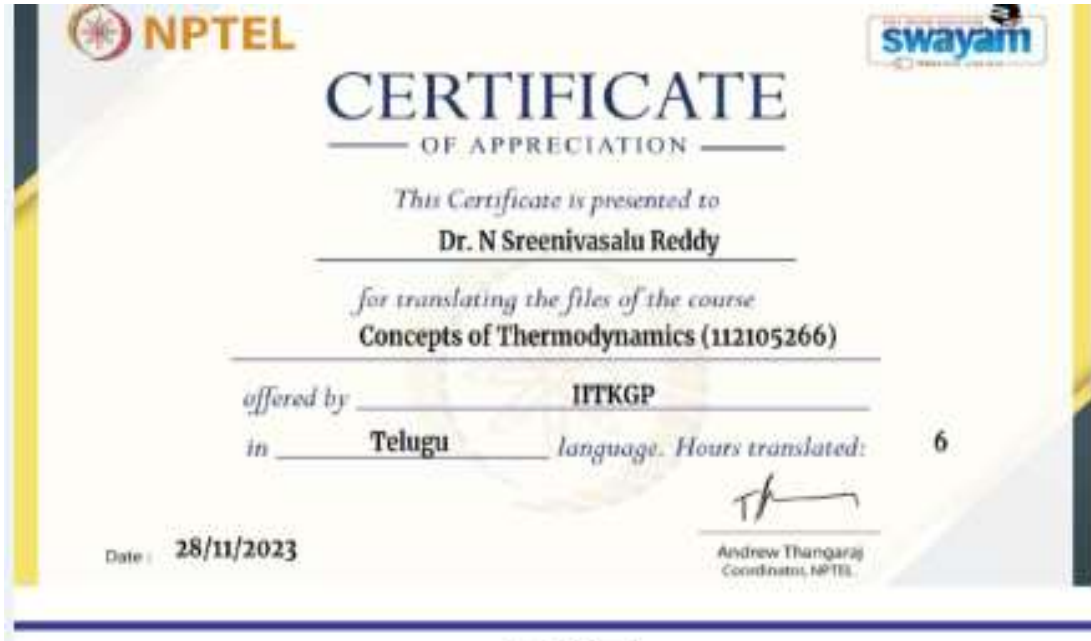 NPTEL
swayam
CERTIFICATE
OF APPRECIATION
This Certificate is presented to
Dr. N Sreenivasalu Reddy
for translating the files of the course
Concepts of Thermodynamics (112105266)
offered by IITKGP
in Telugu language. Hours translated: 6
Date : 28/11/2023
Andrew Thangaraj
Coordinator, NPTEL